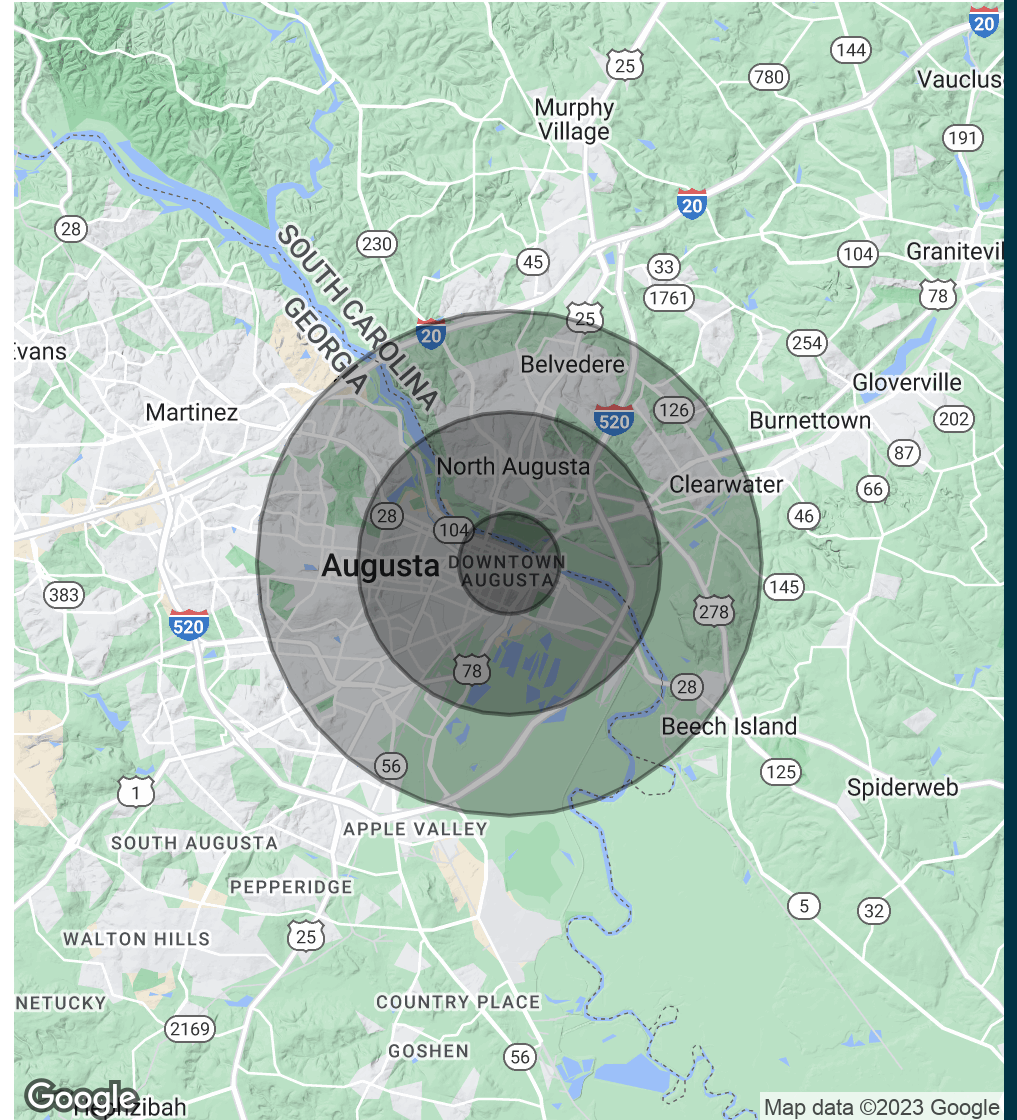 20
144
25
780
Vauclus
Murphy
Village
191
20
28
230
104
Granitevil
45
33
SOUTH CAROLINA
GEORGIA
1761
78
25
20
254
Evans
Belvedere
Gloverville
Martinez
126
520
Burnettown
202
87
North Augusta
Clearwater
66
28
46
104
Augusta
DOWNTOWN
AUGUSTA
145
383
278
520
78
28
Beech Island
56
125
1
Spiderweb
APPLE VALLEY
SOUTH AUGUSTA
PEPPERIDGE
5
32
25
WALTON HILLS
NETUCKY
COUNTRY PLACE
2169
GOSHEN
56
Google
Hephzibah
Map data ©2023 Google